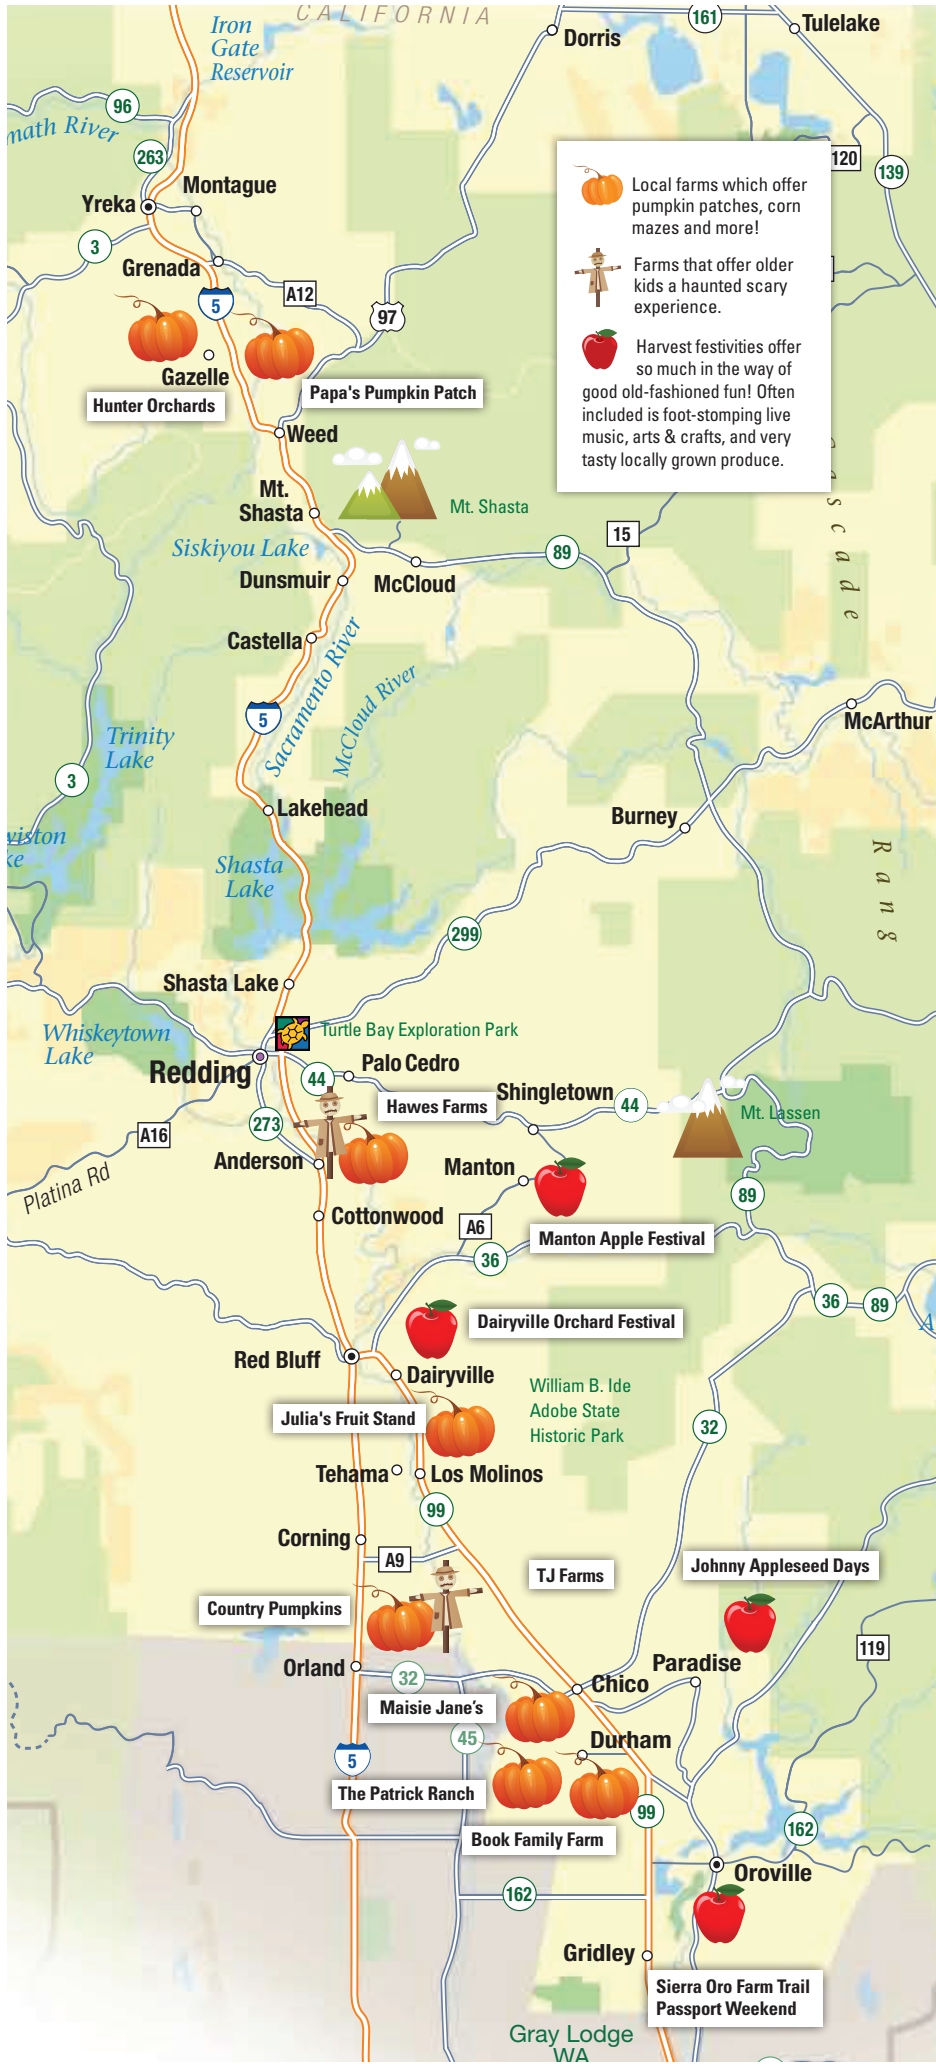 CALIFORNIA
Iron
Gate
Reservoir
161
Tulelake
Dorris
96
math River
263
120
139
Montague
Yreka
3
Grenada
A12
5
97
Local farms which offer
pumpkin patches, corn
mazes and more!
Farms that offer older
kids a haunted scary
experience.
Harvest festivities offer
so much in the way of
good old-fashioned fun! Often
included is foot-stomping live
music, arts & crafts, and very
tasty locally grown produce.
Gazelle
Papa's Pumpkin Patch
Hunter Orchards
Weed
Mt.
Shasta
Mt. Shasta
15
Siskiyou Lake
89
Dunsmuir
McCloud
Cascade
Castella
Sacramento River
McCloud River
5
McArthur
Trinity
Lake
3
Lakehead
Burney
wiston
ke
Shasta
Lake
Rang
299
Shasta Lake
Whiskeytown
Lake
Turtle Bay Exploration Park
Redding
Palo Cedro
44
Hawes Farms
Shingletown
44
Mt. Lassen
273
A16
Anderson
Manton
Platina Rd
89
Cottonwood
A6
Manton Apple Festival
36
36
89
A
Dairyville Orchard Festival
Red Bluff
Dairyville
William B. Ide
Adobe State
Historic Park
Julia's Fruit Stand
32
Tehama
Los Molinos
99
Corning
A9
TJ Farms
Johnny Appleseed Days
Country Pumpkins
119
Orland
32
Paradise
Chico
Maisie Jane's
45
Durham
5
The Patrick Ranch
99
162
Book Family Farm
Oroville
162
Gridley
Sierra Oro Farm Trail
Passport Weekend
Gray Lodge
WA